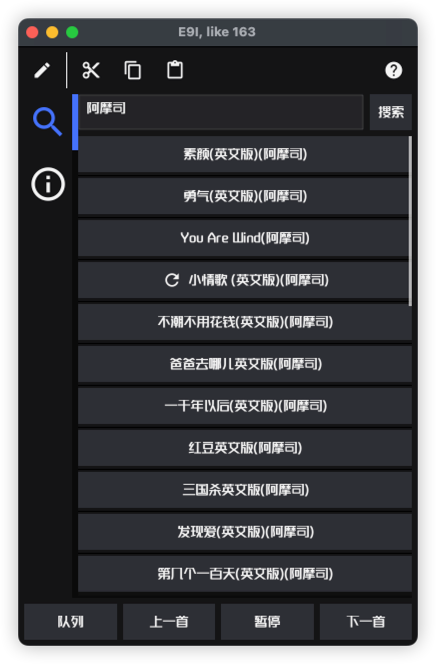 E9I, like 163
阿摩司
搜索
素颜(英文版)(阿摩司)
勇气(英文版)(阿摩司)
You Are Wind(阿摩司)
小情歌 (英文版)(阿摩司)
不潮不用花钱(英文版)(阿摩司)
爸爸去哪儿英文版(阿摩司)
一千年以后(英文版)(阿摩司)
红豆英文版(阿摩司)
三国杀英文版(阿摩司)
发现爱(英文版)(阿摩司)
第几个一百天(英文版)(阿摩司)
队列
上一首
暂停
下一首